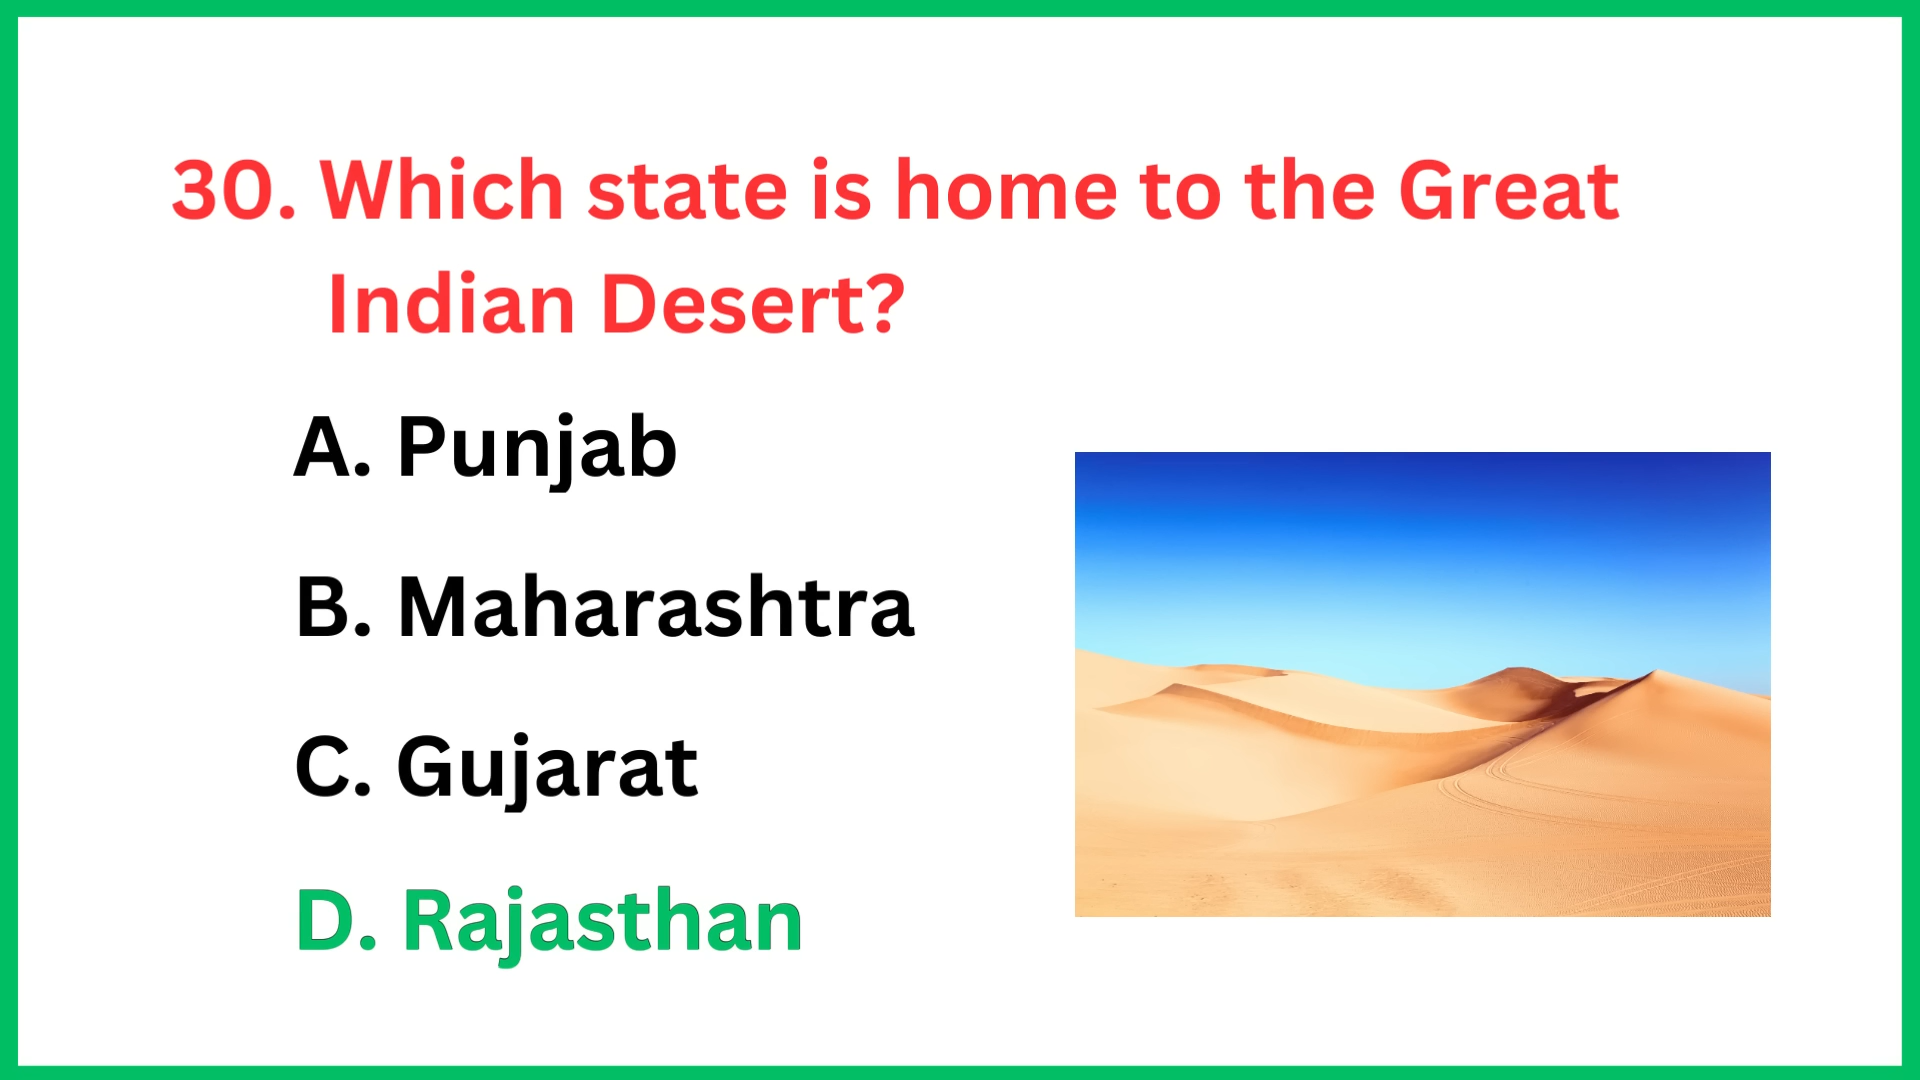 30. Which state is home to the Great
Indian Desert?
A. Punjab
B. Maharashtra
C. Gujarat
D. Rajasthan